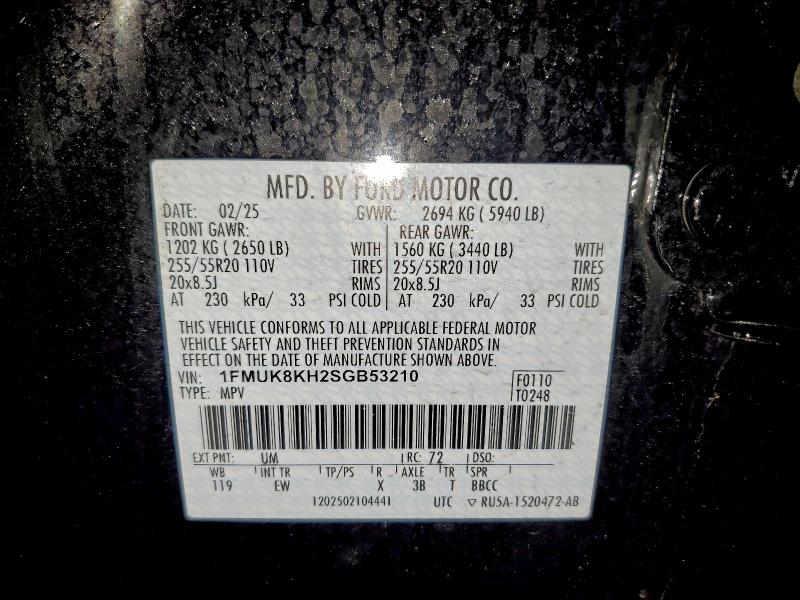 MFD. BY FORD MOTOR CO.
DATE: 02/25 GVWR: 2694 KG ( 5940 LB)
FRONT GAWR: REAR GAWR:
1202 KG ( 2650 LB) WITH 1560 KG ( 3440 LB) WITH
255/55R20 110V TIRES 255/55R20 110V TIRES
20x8.5J RIMS 20x8.5J RIMS
AT 230 kPa/ 33 PSI COLD AT 230 kPa/ 33 PSI COLD
THIS VEHICLE CONFORMS TO ALL APPLICABLE FEDERAL MOTOR
VEHICLE SAFETY AND THEFT PREVENTION STANDARDS IN
EFFECT ON THE DATE OF MANUFACTURE SHOWN ABOVE.
VIN: 1FMUK8KH2SGB53210 F0110
TYPE: MPV T0248
EXT PNT: UM RC: 72 DSO:
WB INT TR TP/PS R AXLE TR SPR
119 EW X 3B T BBCC
1202502104441 UTC ▽ RU5A-1520472-AB